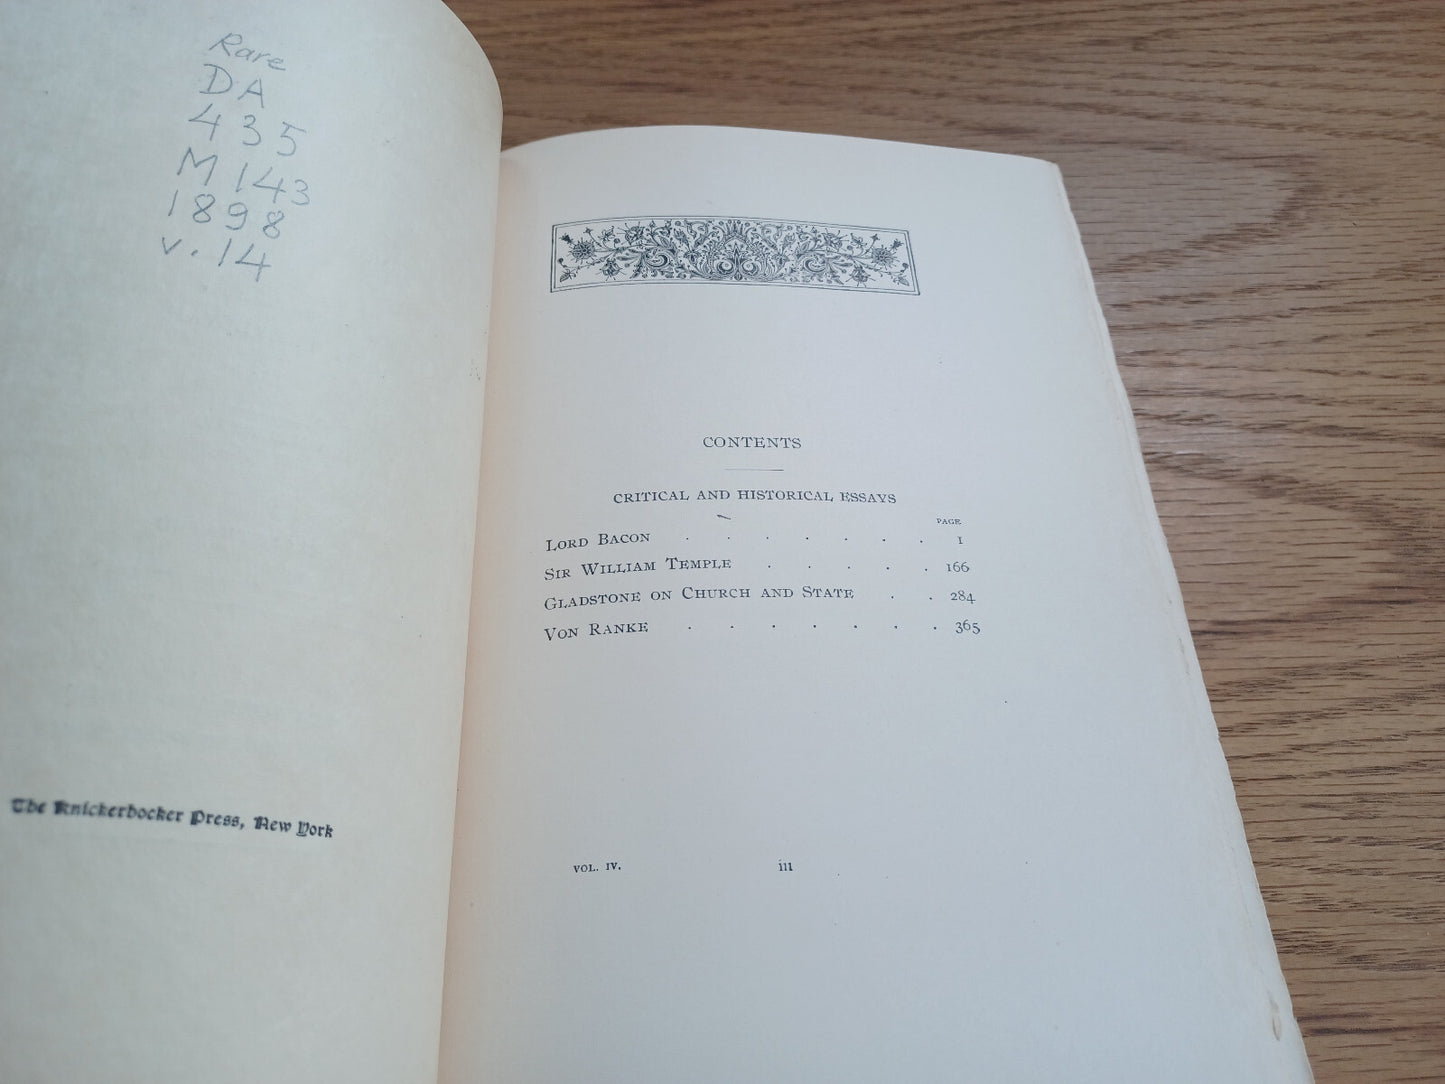 Rare
DA
435
M143
1898
v. 14
The Knickerbocker Press, New York
CONTENTS
CRITICAL AND HISTORICAL ESSAYS
PAGE
LORD BACON . . . . . . . 1
SIR WILLIAM TEMPLE . . . . . 166
GLADSTONE ON CHURCH AND STATE . . 284
VON RANKE . . . . . . . 365
VOL. IV. iii